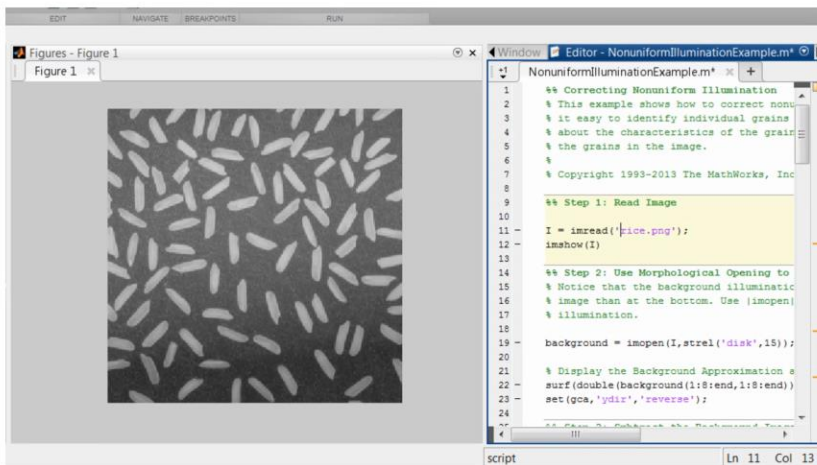 EDIT NAVIGATE BREAKPOINTS RUN
Figures - Figure 1
Figure 1
Window Editor - NonuniformIlluminationExample.m*
NonuniformIlluminationExample.m* +
1 %% Correcting Nonuniform Illumination
2 % This example shows how to correct nonu
3 % it easy to identify individual grains
4 % about the characteristics of the grain
5 % the grains in the image.
6 %
7 % Copyright 1993-2013 The MathWorks, Inc
8
9 %% Step 1: Read Image
10
11 - I = imread('rice.png');
12 - imshow(I)
13
14 %% Step 2: Use Morphological Opening to
15 % Notice that the background illuminatio
16 % image than at the bottom. Use |imopen|
17 % illumination.
18
19 - background = imopen(I,strel('disk',15));
20
21 % Display the Background Approximation a
22 - surf(double(background(1:8:end,1:8:end))
23 - set(gca,'ydir','reverse');
24
script Ln 11 Col 13